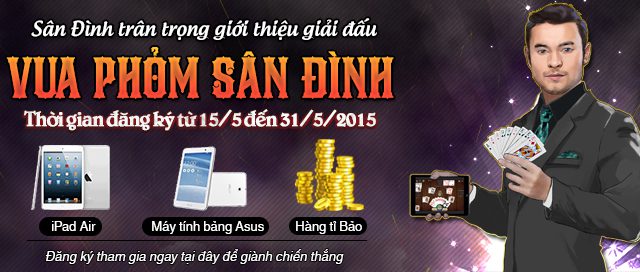 Sân Đình trân trọng giới thiệu giải đấu
VUA PHỎM SÂN ĐÌNH
Thời gian đăng ký từ 15/5 đến 31/5/2015
iPad Air
Máy tính bảng Asus
Hàng tỉ Bảo
Đăng ký tham gia ngay tại đây để giành chiến thắng